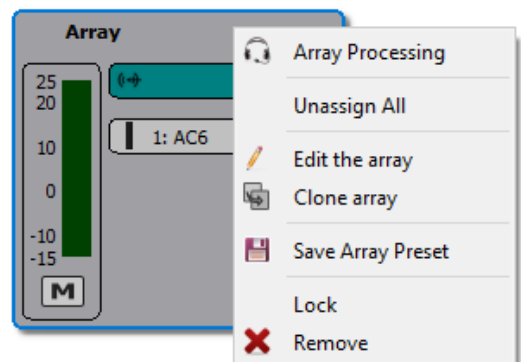 Array
25
20
10
0
-10
-15
M
1: AC6
Array Processing
Unassign All
Edit the array
Clone array
Save Array Preset
Lock
Remove